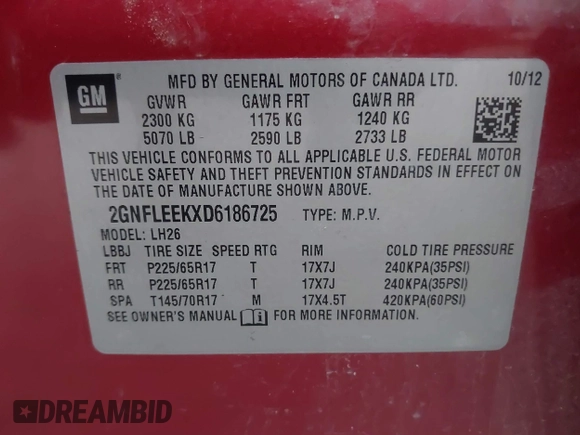 GM ® MFD BY GENERAL MOTORS OF CANADA LTD. 10/12
GVWR GAWR FRT GAWR RR
2300 KG 1175 KG 1240 KG
5070 LB 2590 LB 2733 LB
THIS VEHICLE CONFORMS TO ALL APPLICABLE U.S. FEDERAL MOTOR
VEHICLE SAFETY AND THEFT PREVENTION STANDARDS IN EFFECT ON
THE DATE OF MANUFACTURE SHOWN ABOVE.
2GNFLEEKXD6186725 TYPE: M.P.V.
MODEL: LH26
LBBJ TIRE SIZE SPEED RTG RIM COLD TIRE PRESSURE
FRT P225/65R17 T 17X7J 240KPA(35PSI)
RR P225/65R17 T 17X7J 240KPA(35PSI)
SPA T145/70R17 M 17X4.5T 420KPA(60PSI)
SEE OWNER'S MANUAL FOR MORE INFORMATION.
DREAMBID